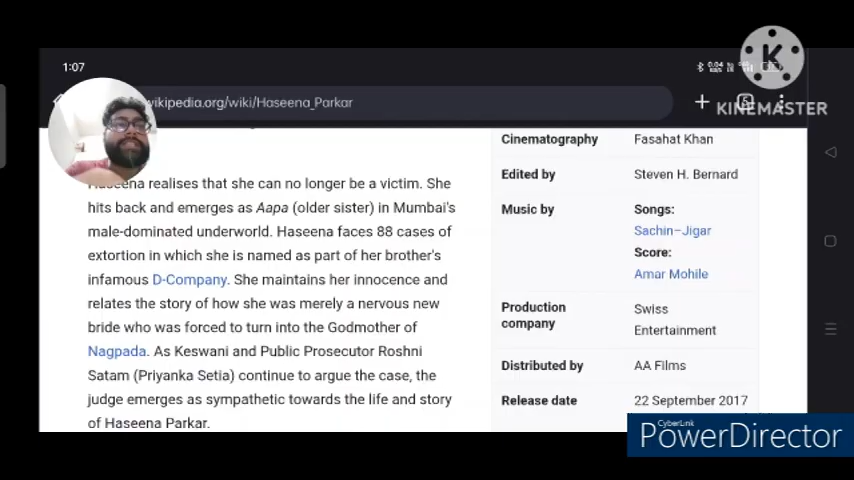 1:07
wikipedia.org/wiki/Haseena_Parkar
K
KINEMASTER
Haseena realises that she can no longer be a victim. She
hits back and emerges as Aapa (older sister) in Mumbai's
male-dominated underworld. Haseena faces 88 cases of
extortion in which she is named as part of her brother's
infamous D-Company. She maintains her innocence and
relates the story of how she was merely a nervous new
bride who was forced to turn into the Godmother of
Nagpada. As Keswani and Public Prosecutor Roshni
Satam (Priyanka Setia) continue to argue the case, the
judge emerges as sympathetic towards the life and story
of Haseena Parkar.
Cinematography Fasahat Khan
Edited by Steven H. Bernard
Music by Songs:
Sachin–Jigar
Score:
Amar Mohile
Production Swiss
company Entertainment
Distributed by AA Films
Release date 22 September 2017
CyberLink
PowerDirector